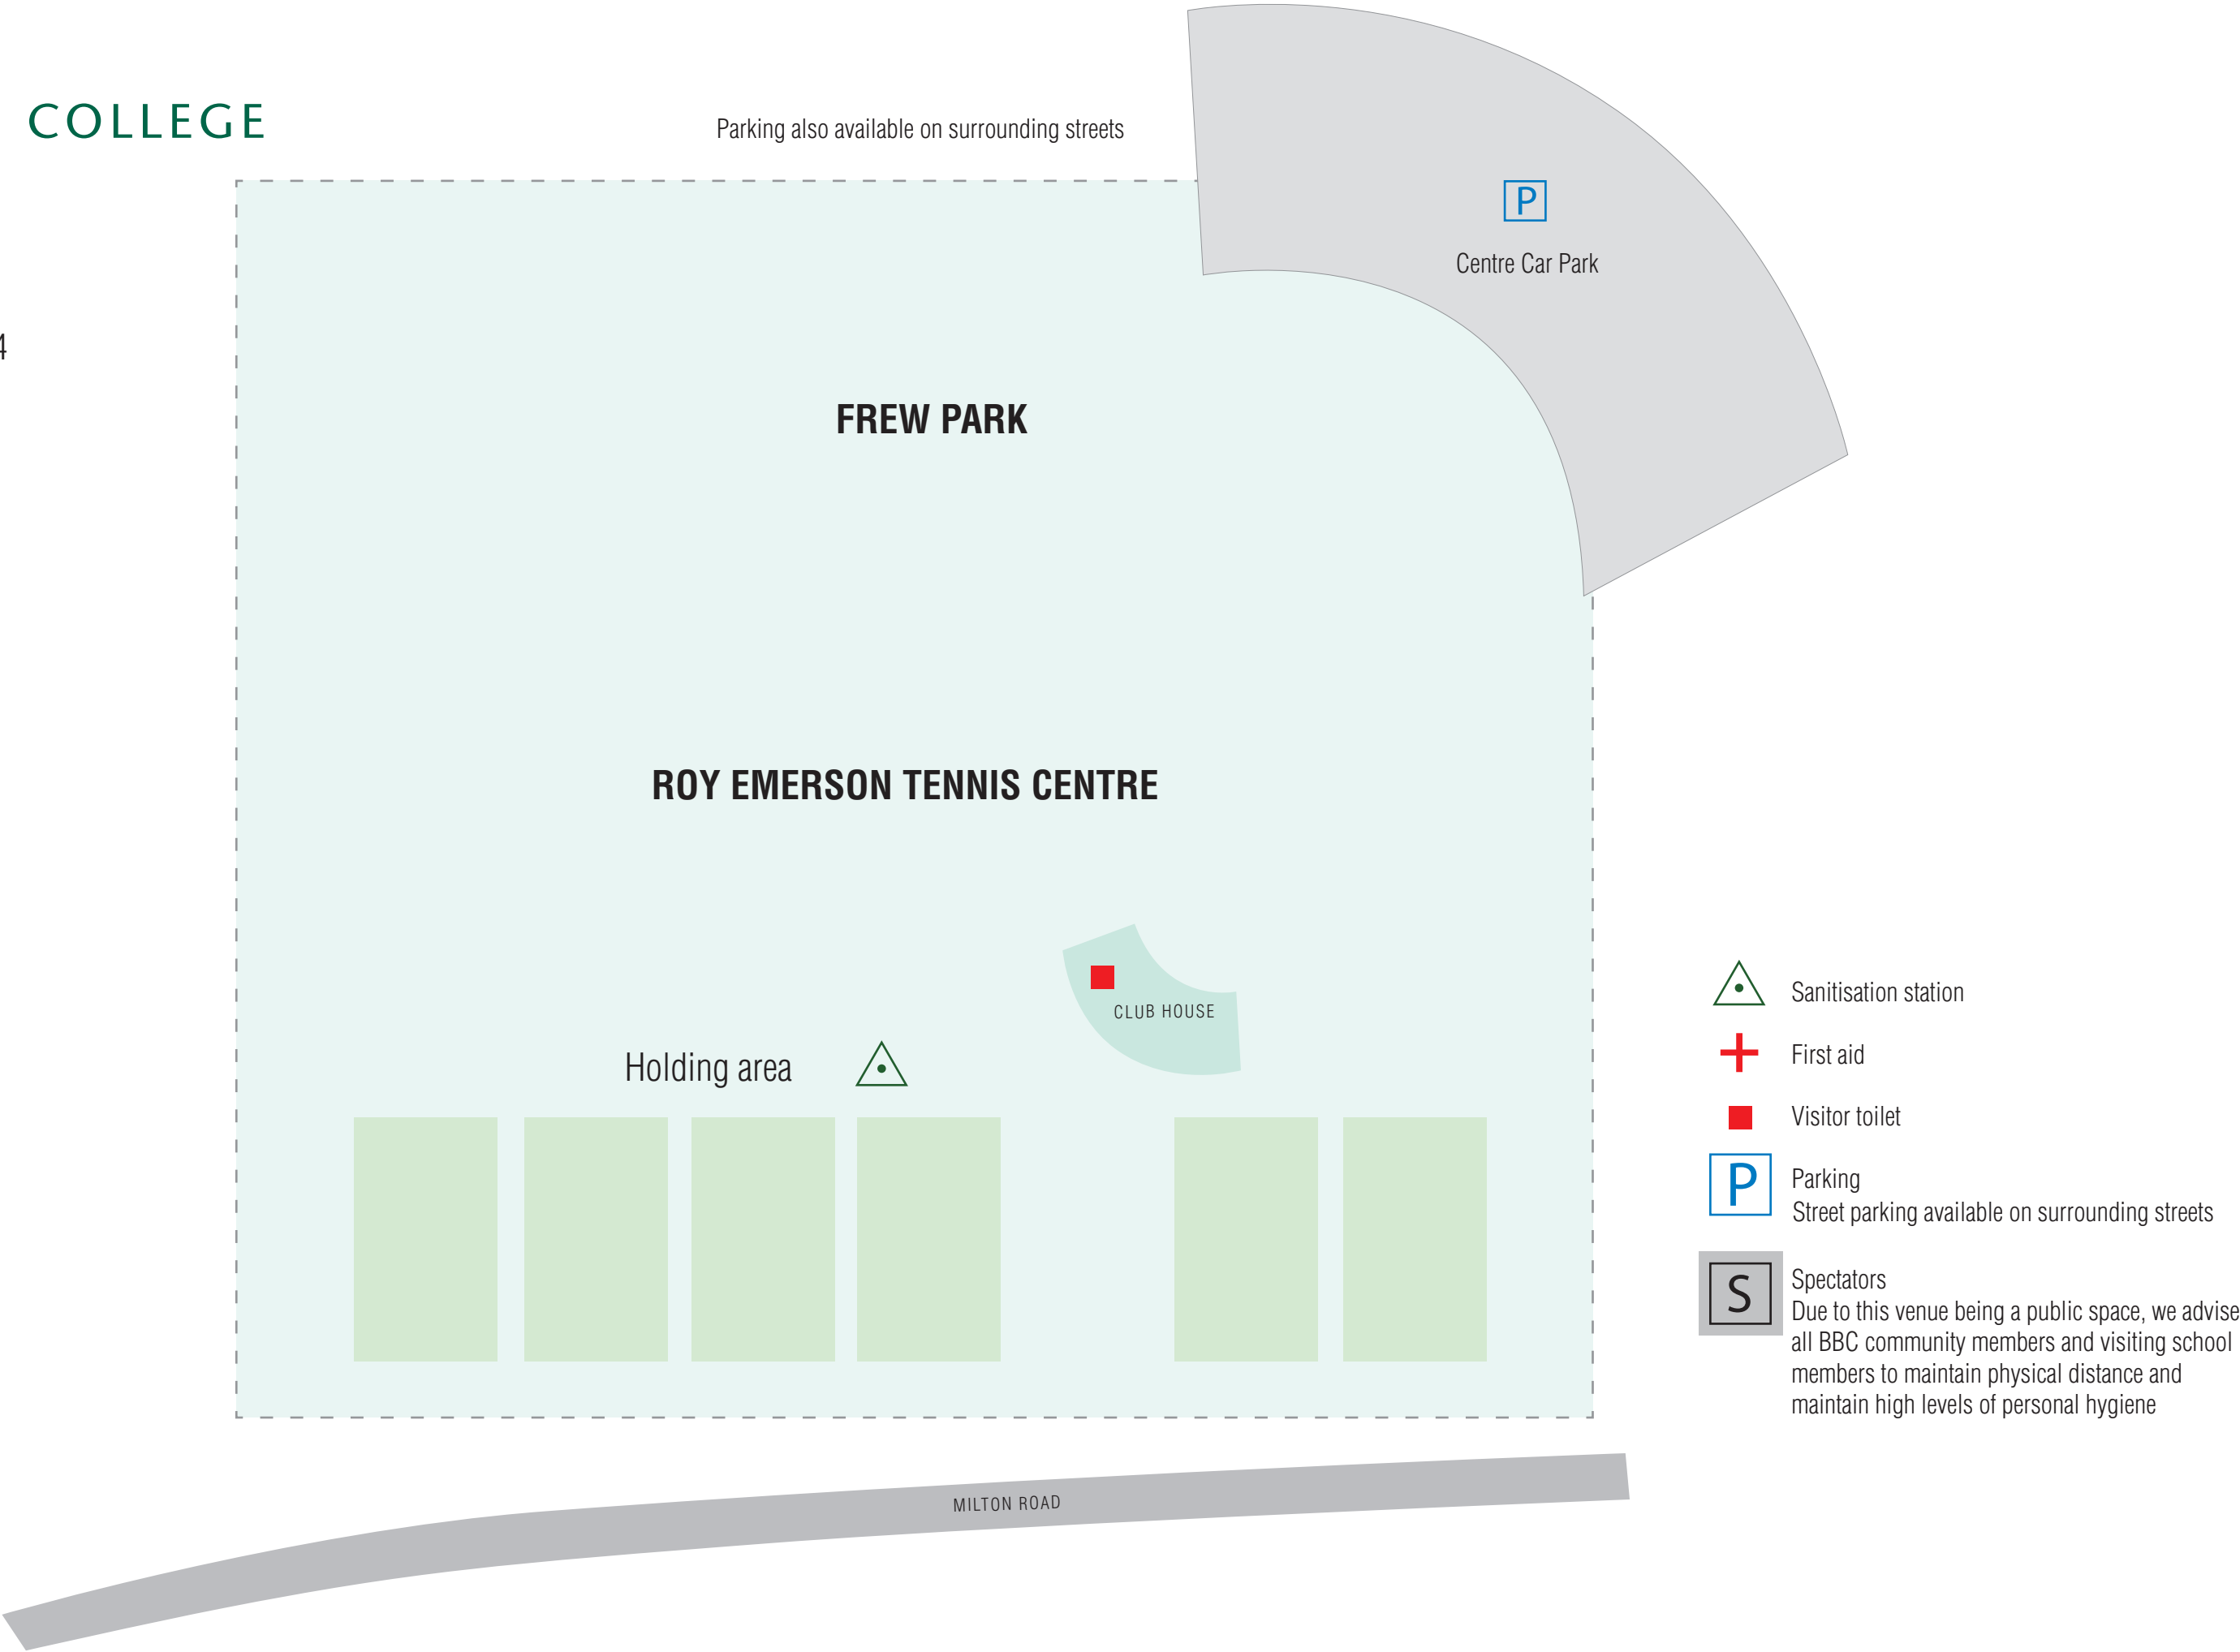 COLLEGE
Parking also available on surrounding streets
P
Centre Car Park
4
FREW PARK
ROY EMERSON TENNIS CENTRE
CLUB HOUSE
Holding area
Sanitisation station
First aid
Visitor toilet
P
Parking
Street parking available on surrounding streets
S
Spectators
Due to this venue being a public space, we advise
all BBC community members and visiting school
members to maintain physical distance and
maintain high levels of personal hygiene
MILTON ROAD